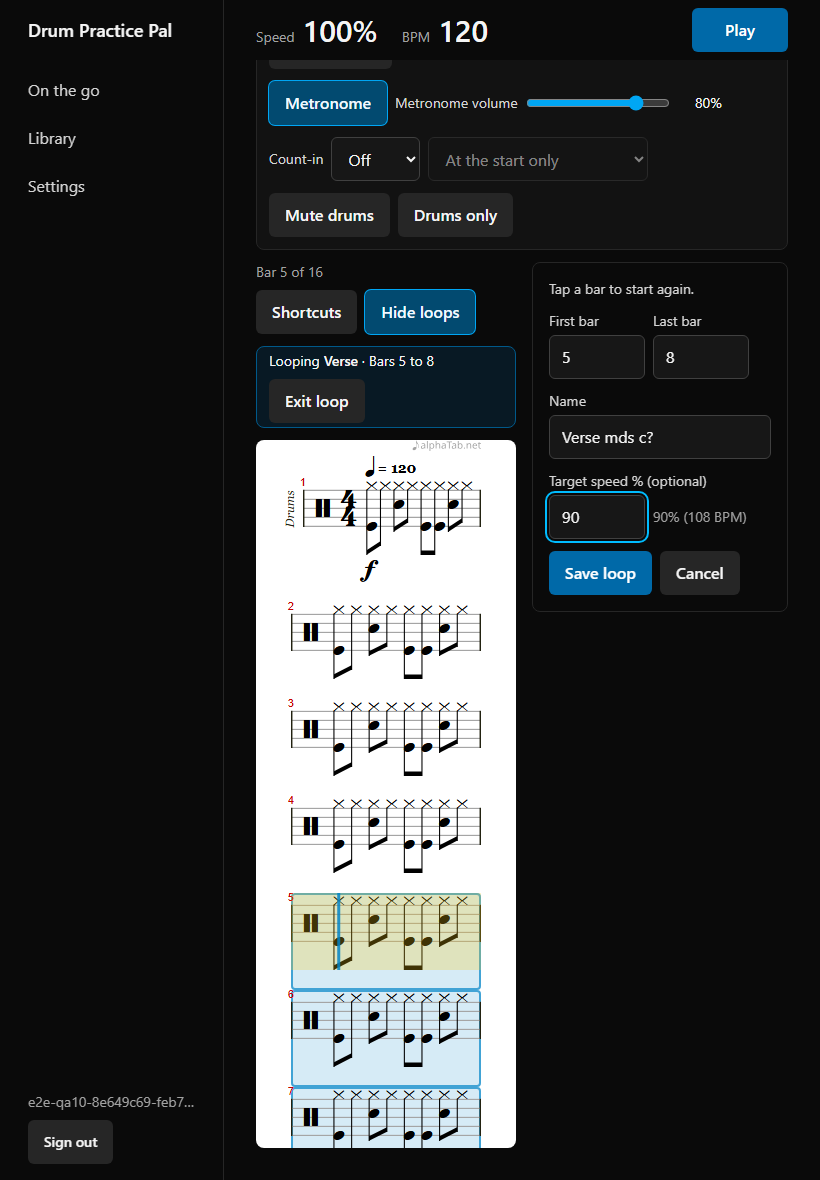 Drum Practice Pal
On the go
Library
Settings
e2e-qa10-8e649c69-feb7...
Sign out
Speed 100% BPM 120
Play
Metronome Metronome volume 80%
Count-in Off At the start only
Mute drums Drums only
Bar 5 of 16
Shortcuts Hide loops
Looping Verse · Bars 5 to 8
Exit loop
alphaTab.net
= 120
1
Drums
4
4
f
2
3
4
5
6
7
Tap a bar to start again.
First bar Last bar
5 8
Name
Verse mds c?
Target speed % (optional)
90 90% (108 BPM)
Save loop Cancel